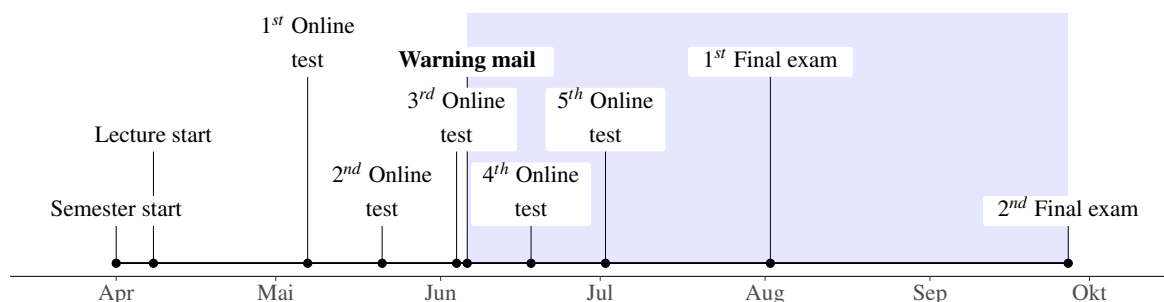 1st Online
test
Warning mail
1st Final exam
3rd Online
test
5th Online
test
Lecture start
2nd Online
test
4th Online
test
Semester start
2nd Final exam
Apr
Mai
Jun
Jul
Aug
Sep
Okt